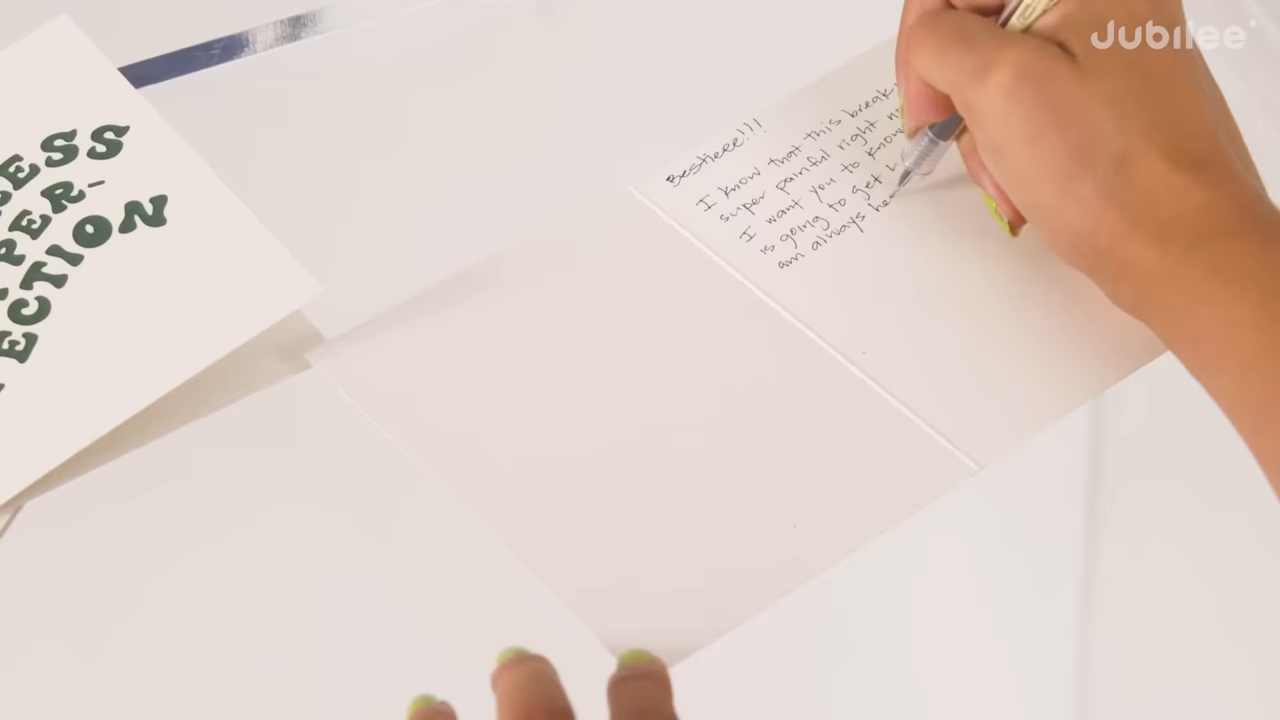 Jubilee
ESS
PER-
ECTION
Bestieee!!!
I know that this break
super painful right
I want you to know
is going to get
am always he